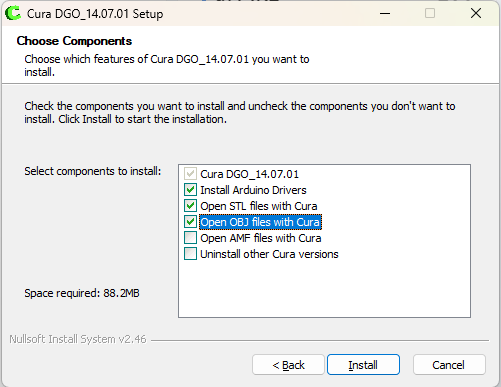 Cura DGO_14.07.01 Setup
Choose Components
Choose which features of Cura DGO_14.07.01 you want to
install.
Check the components you want to install and uncheck the components you don't want to
install. Click Install to start the installation.
Select components to install:
Cura DGO_14.07.01
Install Arduino Drivers
Open STL files with Cura
Open OBJ files with Cura
Open AMF files with Cura
Uninstall other Cura versions
Space required: 88.2MB
Nullsoft Install System v2.46
< Back
Install
Cancel